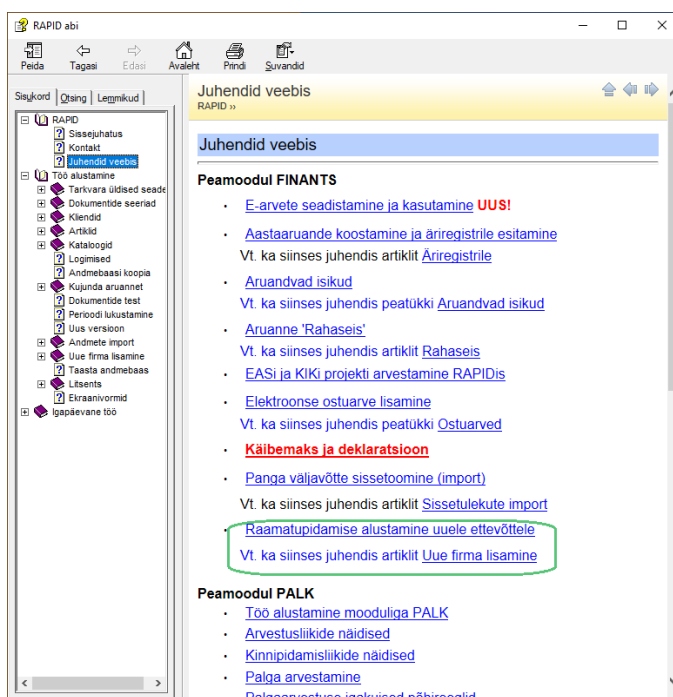 RAPID abi
Peida Tagasi Edasi Avaleht Prindi Suvandid
Sisukord Otsing Lemmikud
RAPID
Sissejuhatus
Kontakt
Juhendid veebis
Töö alustamine
Tarkvara üldised seade
Dokumentide seeriad
Kliendid
Artiklid
Kataloogid
Logimised
Andmebaasi koopia
Kujunda aruannet
Dokumentide test
Perioodi lukustamine
Uus versioon
Andmete import
Uue firma lisamine
Taasta andmebaas
Litsents
Ekraanivormid
Igapäevane töö
Juhendid veebis
RAPID ››
Juhendid veebis
Peamoodul FINANTS
· E-arvete seadistamine ja kasutamine UUS!
· Aastaaruande koostamine ja äriregistrile esitamine
Vt. ka siinses juhendis artiklit Äriregistrile
· Aruandvad isikud
Vt. ka siinses juhendis peatükki Aruandvad isikud
· Aruanne 'Rahaseis'
Vt. ka siinses juhendis artiklit Rahaseis
· EASi ja KIKi projekti arvestamine RAPIDis
· Elektroonse ostuarve lisamine
Vt. ka siinses juhendis peatükki Ostuarved
· Käibemaks ja deklaratsioon
· Panga väljavõtte sissetoomine (import)
Vt. ka siinses juhendis artiklit Sissetulekute import
· Raamatupidamise alustamine uuele ettevõttele
Vt. ka siinses juhendis artiklit Uue firma lisamine
Peamoodul PALK
· Töö alustamine mooduliga PALK
· Arvestusliikide näidised
· Kinnipidamisliikide näidised
· Palga arvestamine
· Palgaarvestuse igakuised põhireeglid